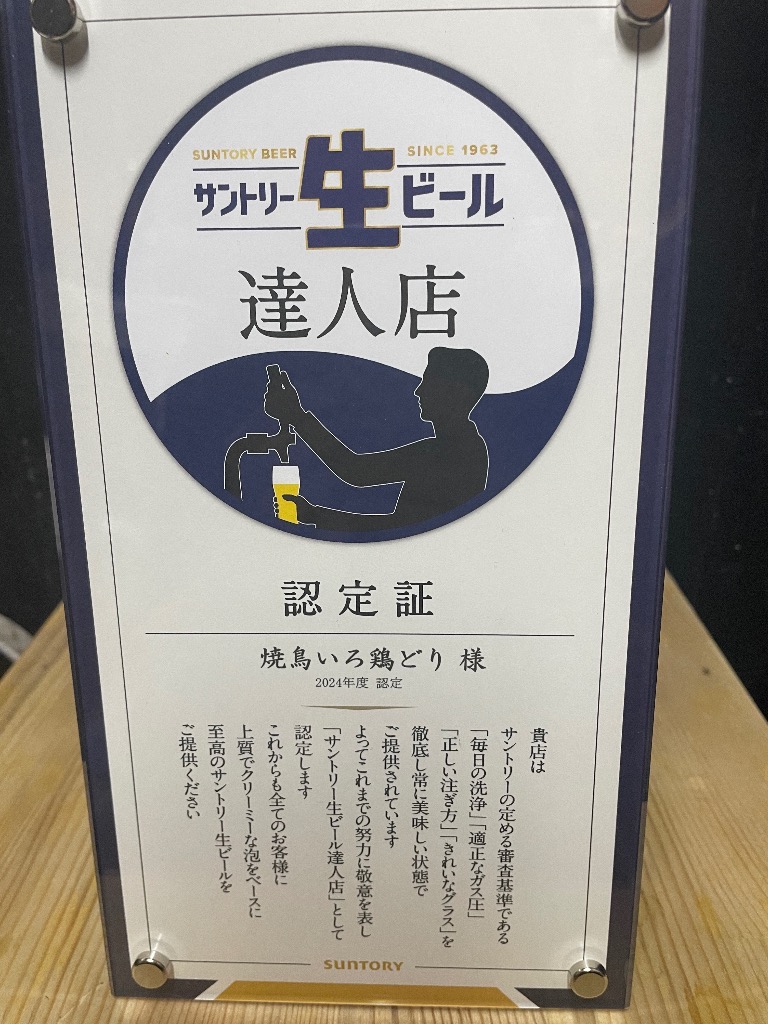 SUNTORY BEER SINCE 1963
サントリー生ビール
達人店
認定証
焼鳥いろ鶏どり 様
2024年度 認定
貴店は
サントリーの定める審査基準である
「毎日の洗浄」「適正なガス圧」
「正しい注ぎ方」「きれいなグラス」を
徹底し常に美味しい状態で
ご提供されています
よってこれまでの努力に敬意を表し
「サントリー生ビール達人店」として
認定します
これからも全てのお客様に
上質でクリーミーな泡をベースに
至高のサントリー生ビールを
ご提供ください
SUNTORY